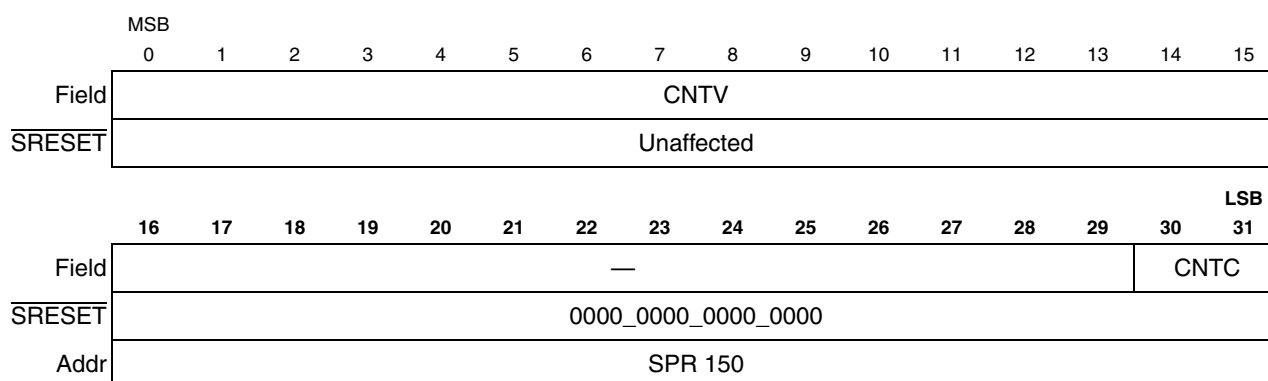 MSB
0 1 2 3 4 5 6 7 8 9 10 11 12 13 14 15
Field CNTV
SRESET Unaffected
LSB
16 17 18 19 20 21 22 23 24 25 26 27 28 29 30 31
Field — CNTC
SRESET 0000_0000_0000_0000
Addr SPR 150